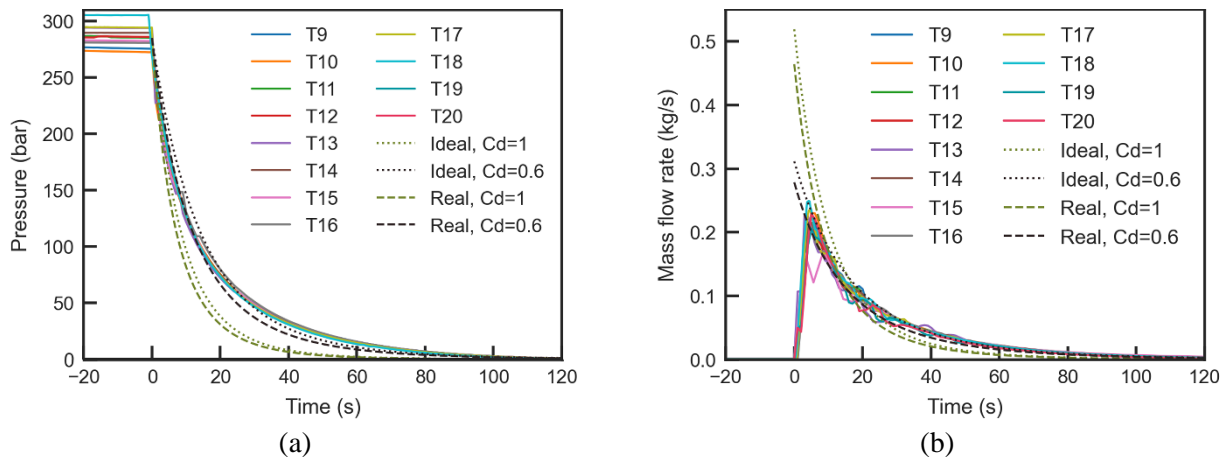 300
250
200
150
100
50
0
Pressure (bar)
−20 0 20 40 60 80 100 120
Time (s)
T9 T17
T10 T18
T11 T19
T12 T20
T13 Ideal, Cd=1
T14 Ideal, Cd=0.6
T15 Real, Cd=1
T16 Real, Cd=0.6
(a)
0.5
0.4
0.3
0.2
0.1
0.0
Mass flow rate (kg/s)
−20 0 20 40 60 80 100 120
Time (s)
T9 T17
T10 T18
T11 T19
T12 T20
T13 Ideal, Cd=1
T14 Ideal, Cd=0.6
T15 Real, Cd=1
T16 Real, Cd=0.6
(b)